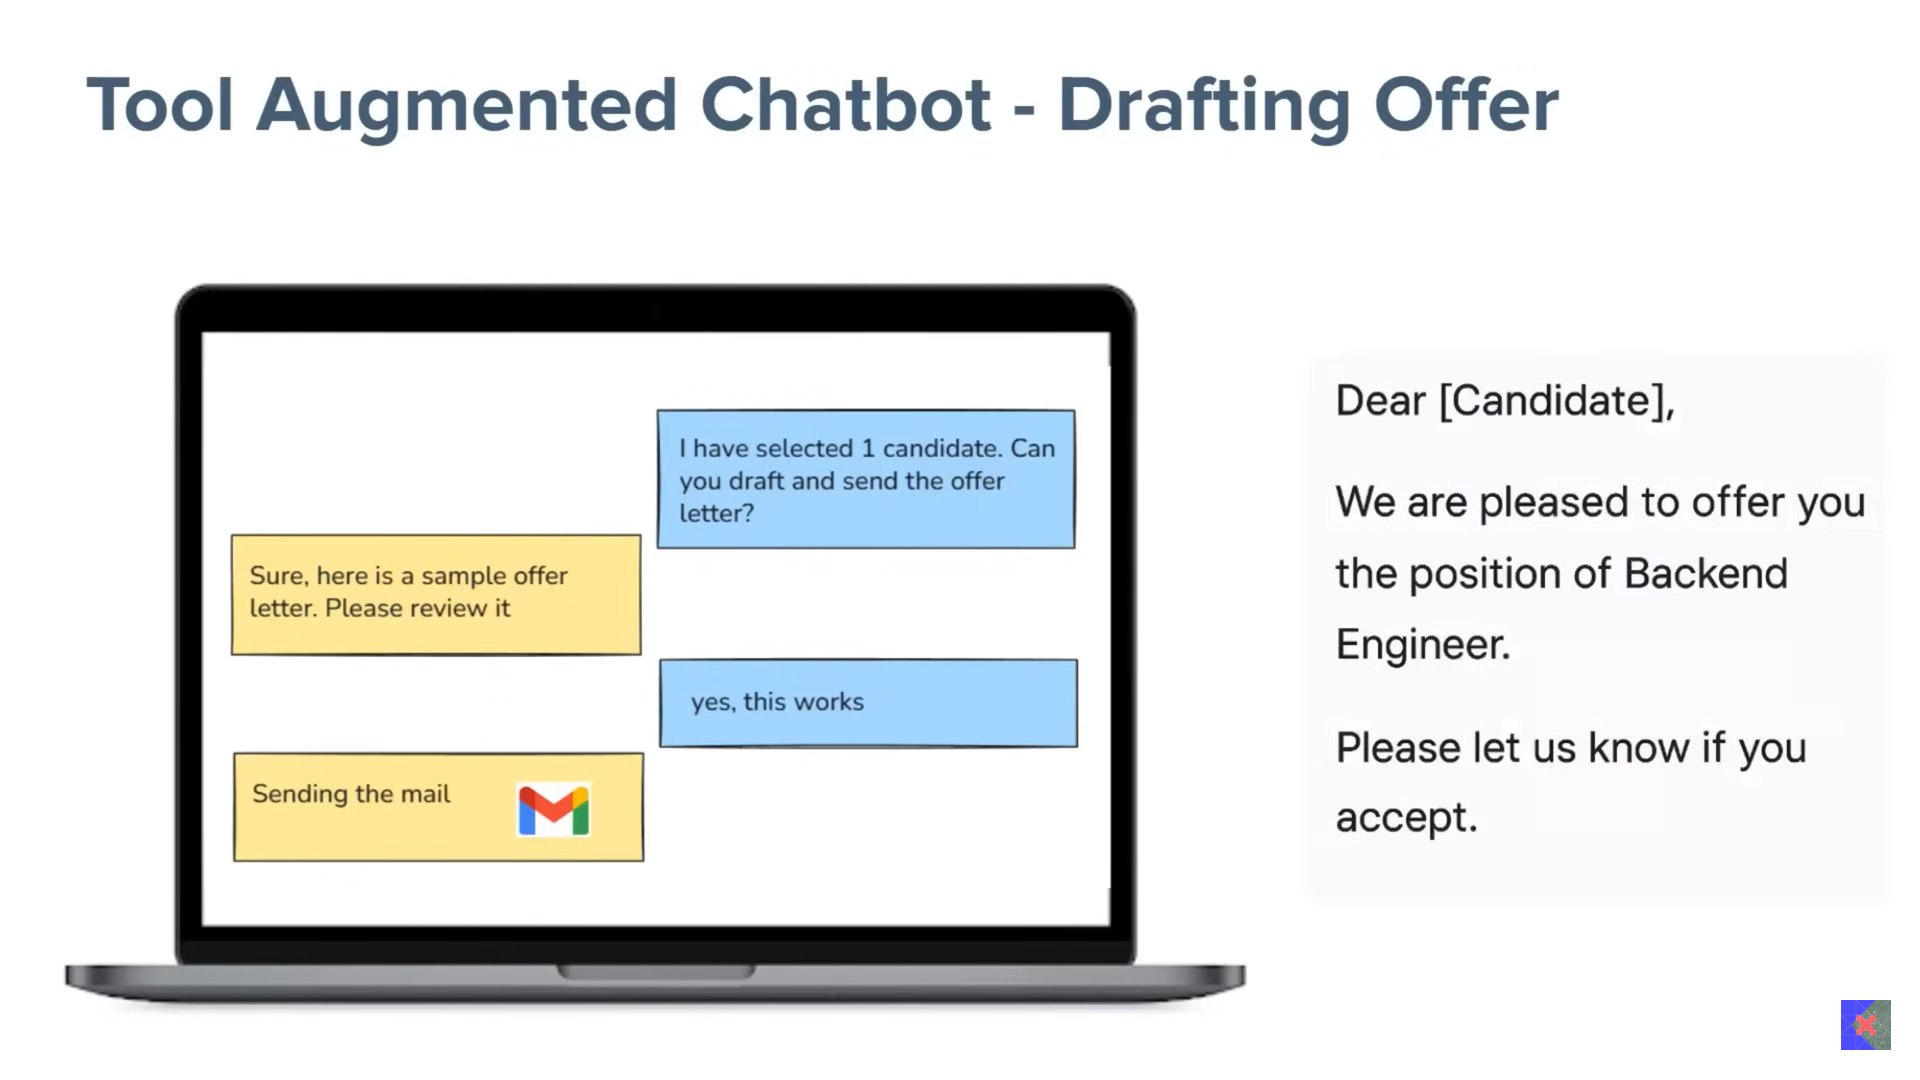 Tool Augmented Chatbot - Drafting Offer
I have selected 1 candidate. Can
you draft and send the offer
letter?
Sure, here is a sample offer
letter. Please review it
yes, this works
Sending the mail
Dear [Candidate],
We are pleased to offer you
the position of Backend
Engineer.
Please let us know if you
accept.